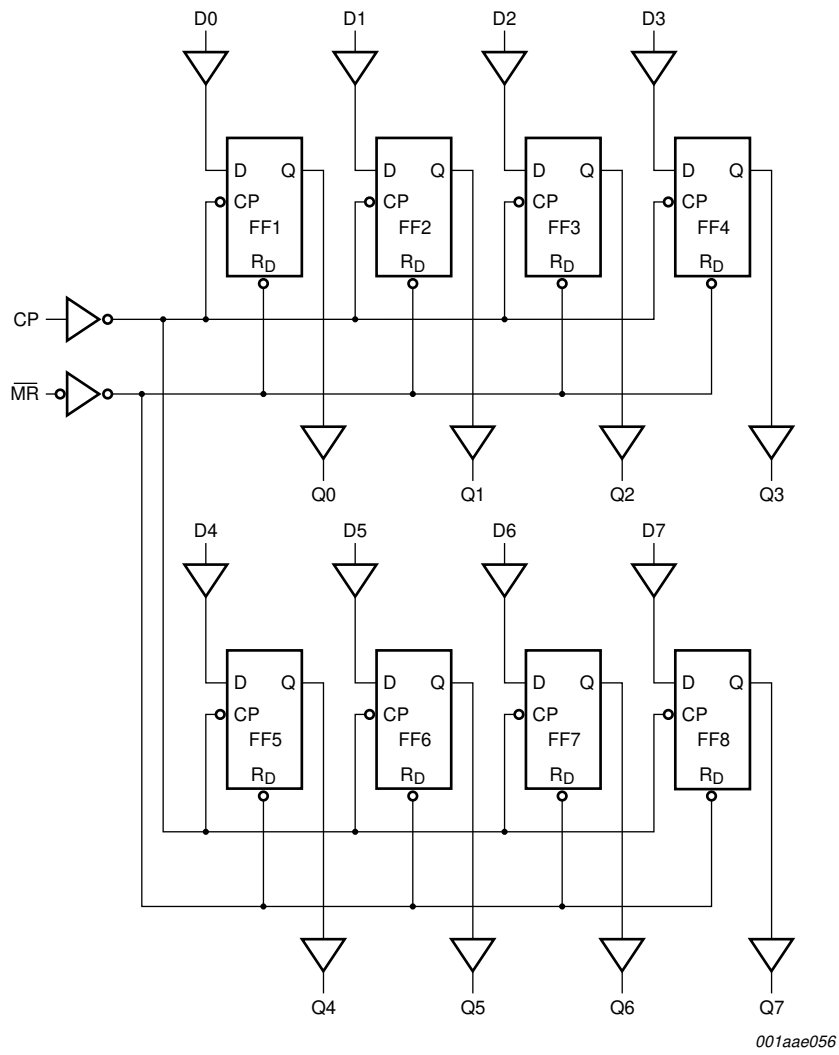 D0 D1 D2 D3
D Q D Q D Q D Q
CP CP CP CP
FF1 FF2 FF3 FF4
RD RD RD RD
CP
M̅R̅
Q0 Q1 Q2 Q3
D4 D5 D6 D7
D Q D Q D Q D Q
CP CP CP CP
FF5 FF6 FF7 FF8
RD RD RD RD
Q4 Q5 Q6 Q7
001aae056